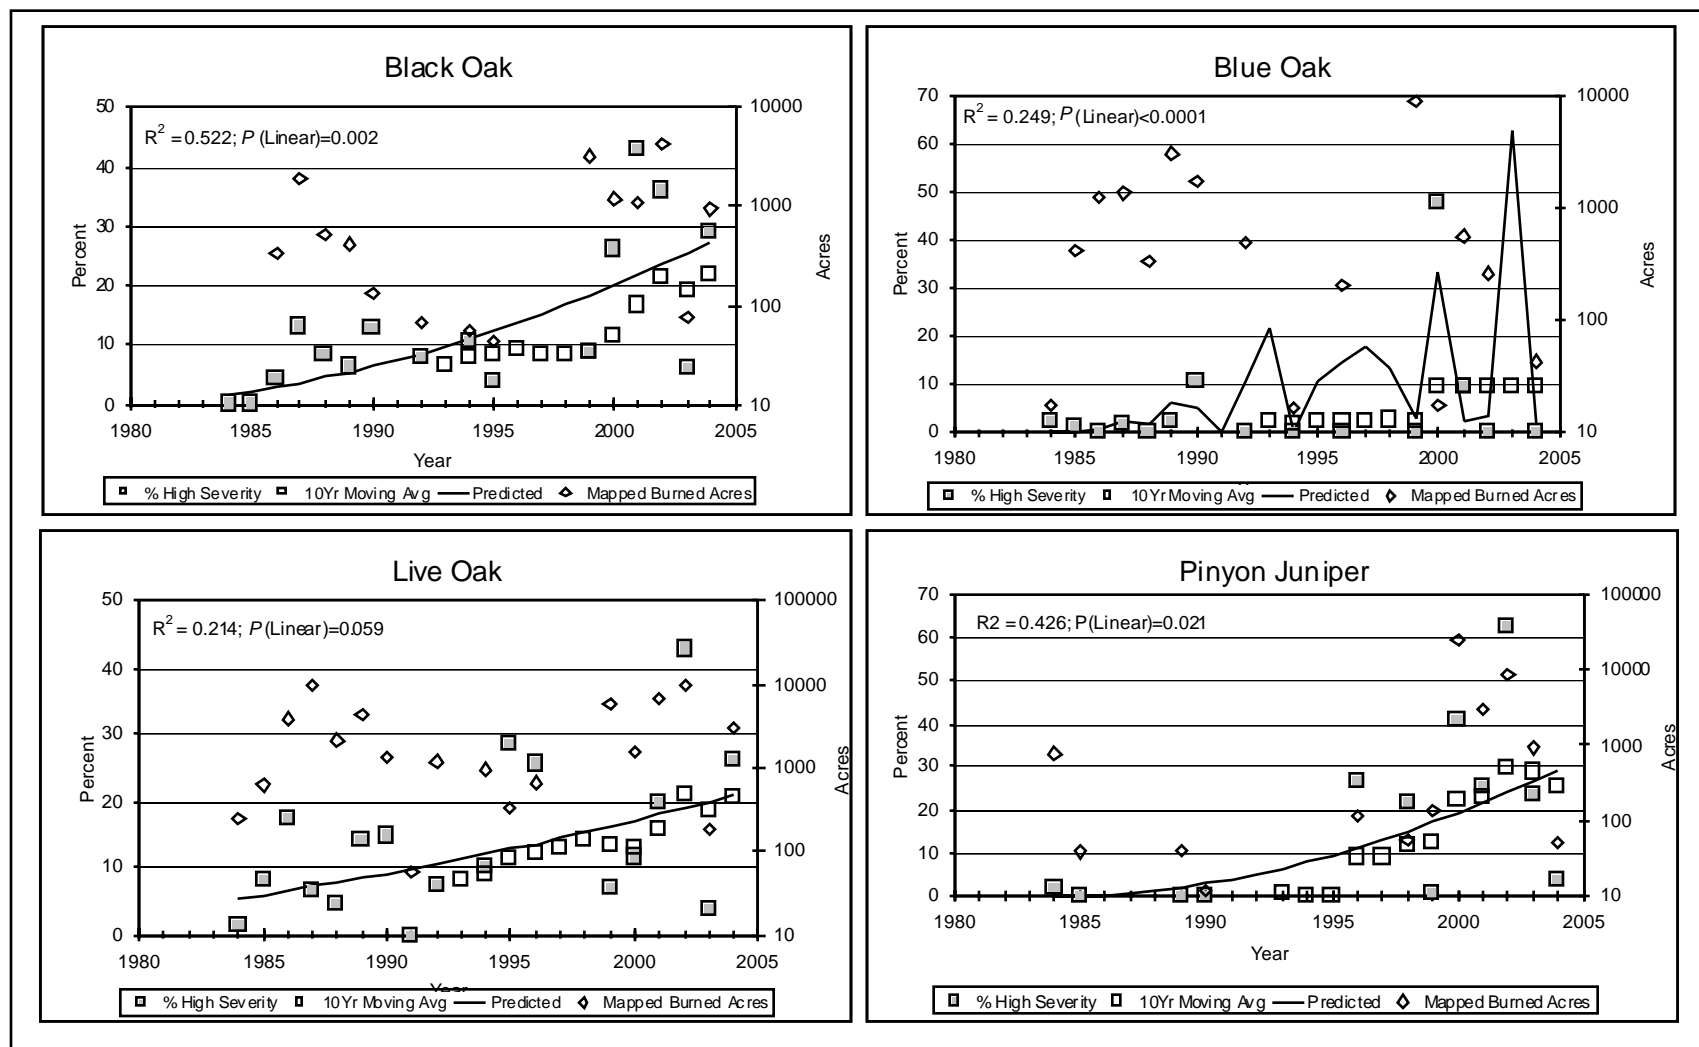 Black Oak
R2 = 0.522; P (Linear)=0.002
50
40
30
20
10
0
10000
1000
100
10
Percent
Acres
1980 1985 1990 1995 2000 2005
Year
% High Severity 10Yr Moving Avg Predicted Mapped Burned Acres
Blue Oak
R2 = 0.249; P (Linear)<0.0001
70
60
50
40
30
20
10
0
10000
1000
100
10
Percent
Acres
1980 1985 1990 1995 2000 2005
% High Severity 10Yr Moving Avg Predicted Mapped Burned Acres
Live Oak
R2 = 0.214; P (Linear)=0.059
50
40
30
20
10
0
100000
10000
1000
100
10
Percent
Acres
1980 1985 1990 1995 2000 2005
Year
% High Severity 10Yr Moving Avg Predicted Mapped Burned Acres
Pinyon Juniper
R2 = 0.426; P(Linear)=0.021
70
60
50
40
30
20
10
0
100000
10000
1000
100
10
Percent
Acres
1980 1985 1990 1995 2000 2005
Year
% High Severity 10Yr Moving Avg Predicted Mapped Burned Acres